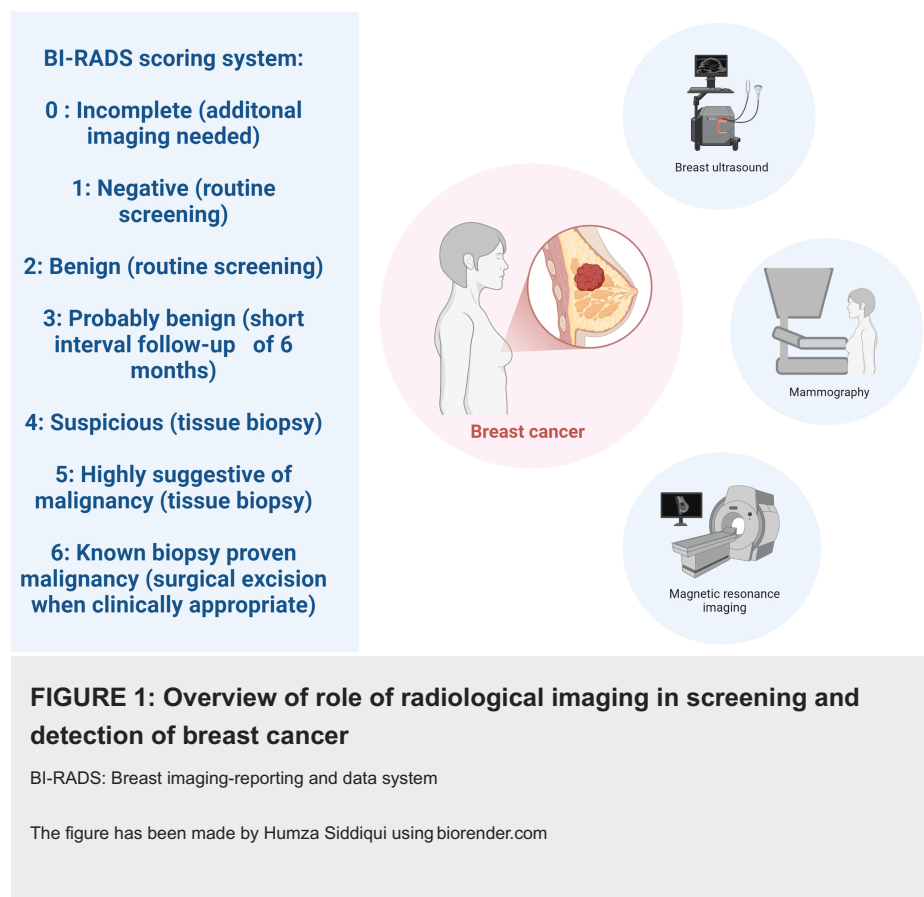 BI-RADS scoring system:
0 : Incomplete (additonal
imaging needed)
1: Negative (routine
screening)
2: Benign (routine screening)
3: Probably benign (short
interval follow-up of 6
months)
4: Suspicious (tissue biopsy)
5: Highly suggestive of
malignancy (tissue biopsy)
6: Known biopsy proven
malignancy (surgical excision
when clinically appropriate)
Breast cancer
Breast ultrasound
Mammography
Magnetic resonance
imaging
FIGURE 1: Overview of role of radiological imaging in screening and
detection of breast cancer
BI-RADS: Breast imaging-reporting and data system
The figure has been made by Humza Siddiqui using biorender.com